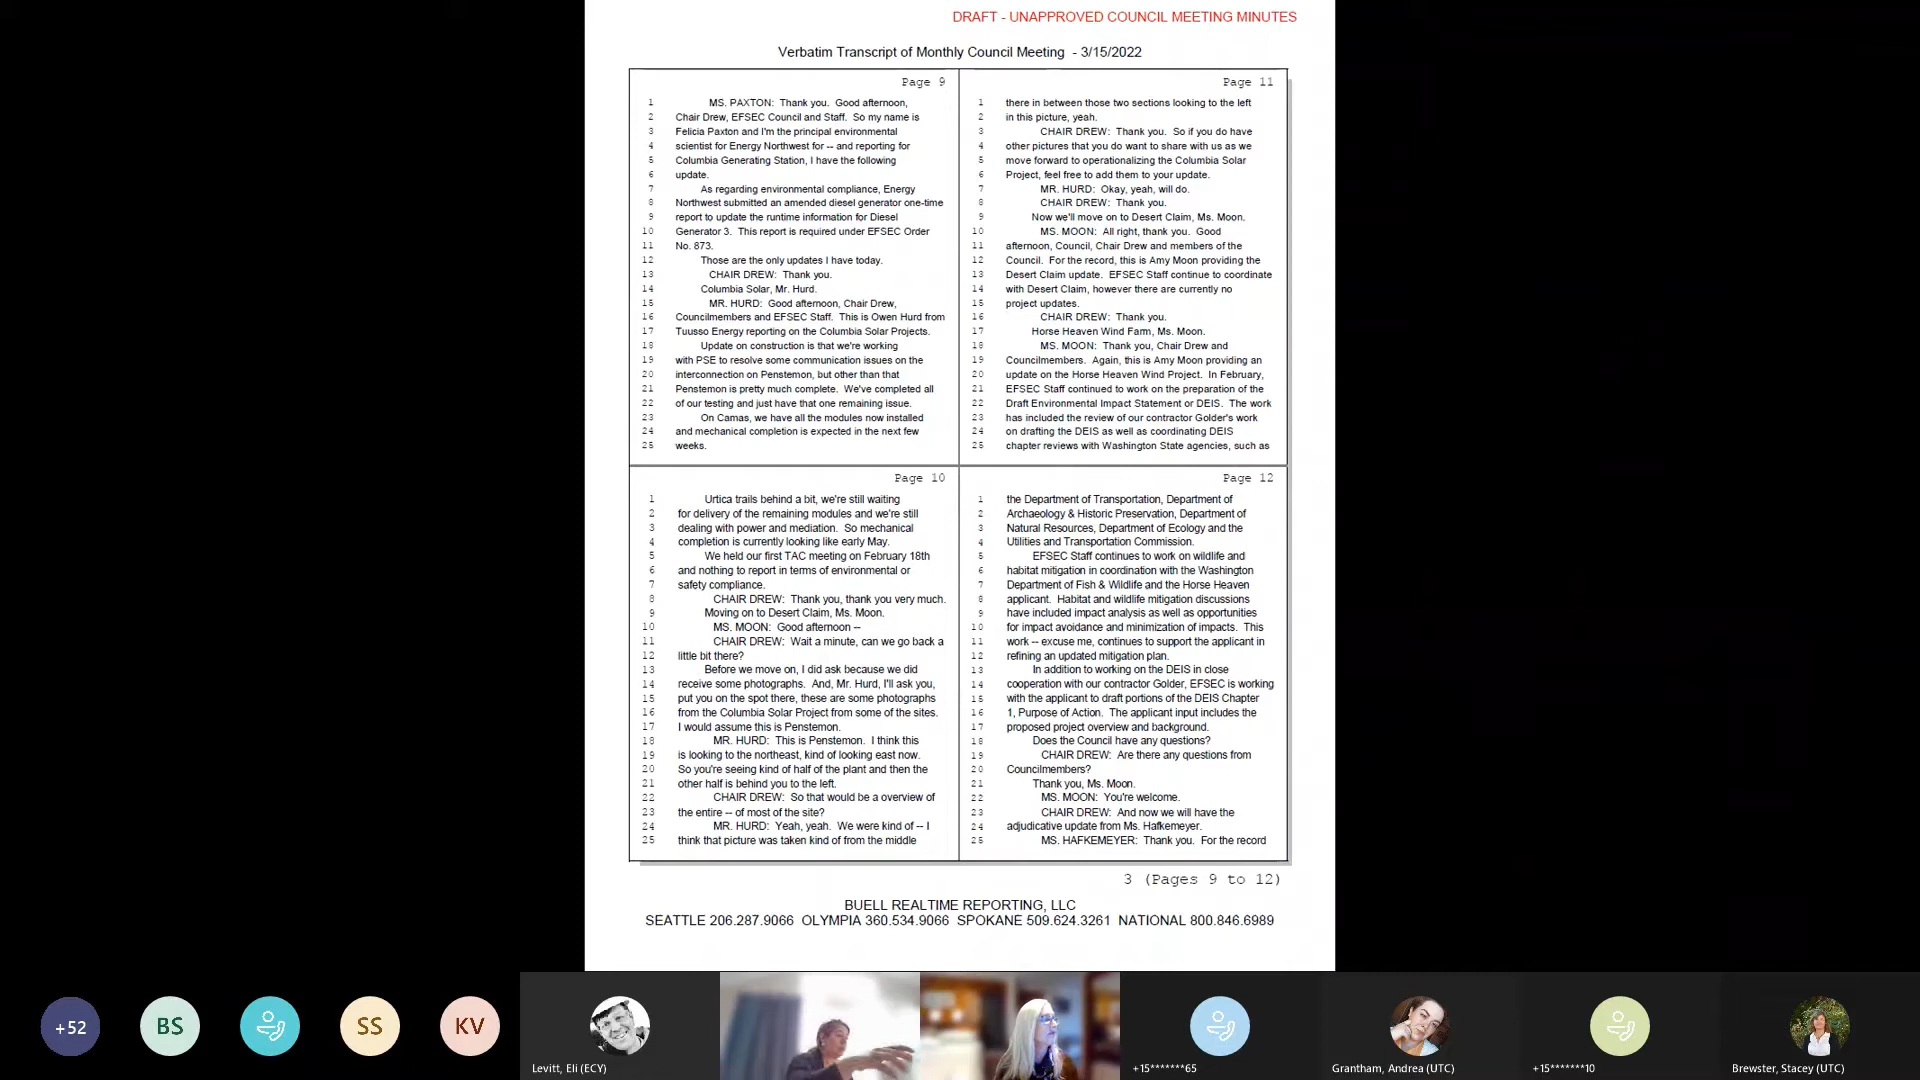 DRAFT - UNAPPROVED COUNCIL MEETING MINUTES
Verbatim Transcript of Monthly Council Meeting - 3/15/2022
Page 9
1 MS. PAXTON: Thank you. Good afternoon,
2 Chair Drew, EFSEC Council and Staff. So my name is
3 Felicia Paxton and I'm the principal environmental
4 scientist for Energy Northwest for -- and reporting for
5 Columbia Generating Station, I have the following
6 update.
7 As regarding environmental compliance, Energy
8 Northwest submitted an amended diesel generator one-time
9 report to update the runtime information for Diesel
10 Generator 3. This report is required under EFSEC Order
11 No. 873.
12 Those are the only updates I have today.
13 CHAIR DREW: Thank you.
14 Columbia Solar, Mr. Hurd.
15 MR. HURD: Good afternoon, Chair Drew,
16 Councilmembers and EFSEC Staff. This is Owen Hurd from
17 Tuusso Energy reporting on the Columbia Solar Projects.
18 Update on construction is that we're working
19 with PSE to resolve some communication issues on the
20 interconnection on Penstemon, but other than that
21 Penstemon is pretty much complete. We've completed all
22 of our testing and just have that one remaining issue.
23 On Camas, we have all the modules now installed
24 and mechanical completion is expected in the next few
25 weeks.
Page 10
1 Urtica trails behind a bit, we're still waiting
2 for delivery of the remaining modules and we're still
3 dealing with power and mediation. So mechanical
4 completion is currently looking like early May.
5 We held our first TAC meeting on February 18th
6 and nothing to report in terms of environmental or
7 safety compliance.
8 CHAIR DREW: Thank you, thank you very much.
9 Moving on to Desert Claim, Ms. Moon.
10 MS. MOON: Good afternoon --
11 CHAIR DREW: Wait a minute, can we go back a
12 little bit there?
13 Before we move on, I did ask because we did
14 receive some photographs. And, Mr. Hurd, I'll ask you,
15 put you on the spot there, these are some photographs
16 from the Columbia Solar Project from some of the sites.
17 I would assume this is Penstemon.
18 MR. HURD: This is Penstemon. I think this
19 is looking to the northeast, kind of looking east now.
20 So you're seeing kind of half of the plant and then the
21 other half is behind you to the left.
22 CHAIR DREW: So that would be a overview of
23 the entire -- of most of the site?
24 MR. HURD: Yeah, yeah. We were kind of -- I
25 think that picture was taken kind of from the middle
Page 11
1 there in between those two sections looking to the left
2 in this picture, yeah.
3 CHAIR DREW: Thank you. So if you do have
4 other pictures that you do want to share with us as we
5 move forward to operationalizing the Columbia Solar
6 Project, feel free to add them to your update.
7 MR. HURD: Okay, yeah, will do.
8 CHAIR DREW: Thank you.
9 Now we'll move on to Desert Claim, Ms. Moon.
10 MS. MOON: All right, thank you. Good
11 afternoon, Council, Chair Drew and members of the
12 Council. For the record, this is Amy Moon providing the
13 Desert Claim update. EFSEC Staff continue to coordinate
14 with Desert Claim, however there are currently no
15 project updates.
16 CHAIR DREW: Thank you.
17 Horse Heaven Wind Farm, Ms. Moon.
18 MS. MOON: Thank you, Chair Drew and
19 Councilmembers. Again, this is Amy Moon providing an
20 update on the Horse Heaven Wind Project. In February,
21 EFSEC Staff continued to work on the preparation of the
22 Draft Environmental Impact Statement or DEIS. The work
23 has included the review of our contractor Golder's work
24 on drafting the DEIS as well as coordinating DEIS
25 chapter reviews with Washington State agencies, such as
Page 12
1 the Department of Transportation, Department of
2 Archaeology & Historic Preservation, Department of
3 Natural Resources, Department of Ecology and the
4 Utilities and Transportation Commission.
5 EFSEC Staff continues to work on wildlife and
6 habitat mitigation in coordination with the Washington
7 Department of Fish & Wildlife and the Horse Heaven
8 applicant. Habitat and wildlife mitigation discussions
9 have included impact analysis as well as opportunities
10 for impact avoidance and minimization of impacts. This
11 work -- excuse me, continues to support the applicant in
12 refining an updated mitigation plan.
13 In addition to working on the DEIS in close
14 cooperation with our contractor Golder, EFSEC is working
15 with the applicant to draft portions of the DEIS Chapter
16 1, Purpose of Action. The applicant input includes the
17 proposed project overview and background.
18 Does the Council have any questions?
19 CHAIR DREW: Are there any questions from
20 Councilmembers?
21 Thank you, Ms. Moon.
22 MS. MOON: You're welcome.
23 CHAIR DREW: And now we will have the
24 adjudicative update from Ms. Hafkemeyer.
25 MS. HAFKEMEYER: Thank you. For the record
3 (Pages 9 to 12)
BUELL REALTIME REPORTING, LLC
SEATTLE 206.287.9066 OLYMPIA 360.534.9066 SPOKANE 509.624.3261 NATIONAL 800.846.6989
+52
BS
SS
KV
Levitt, Eli (ECY)
+15*******65
Grantham, Andrea (UTC)
+15*******10
Brewster, Stacey (UTC)